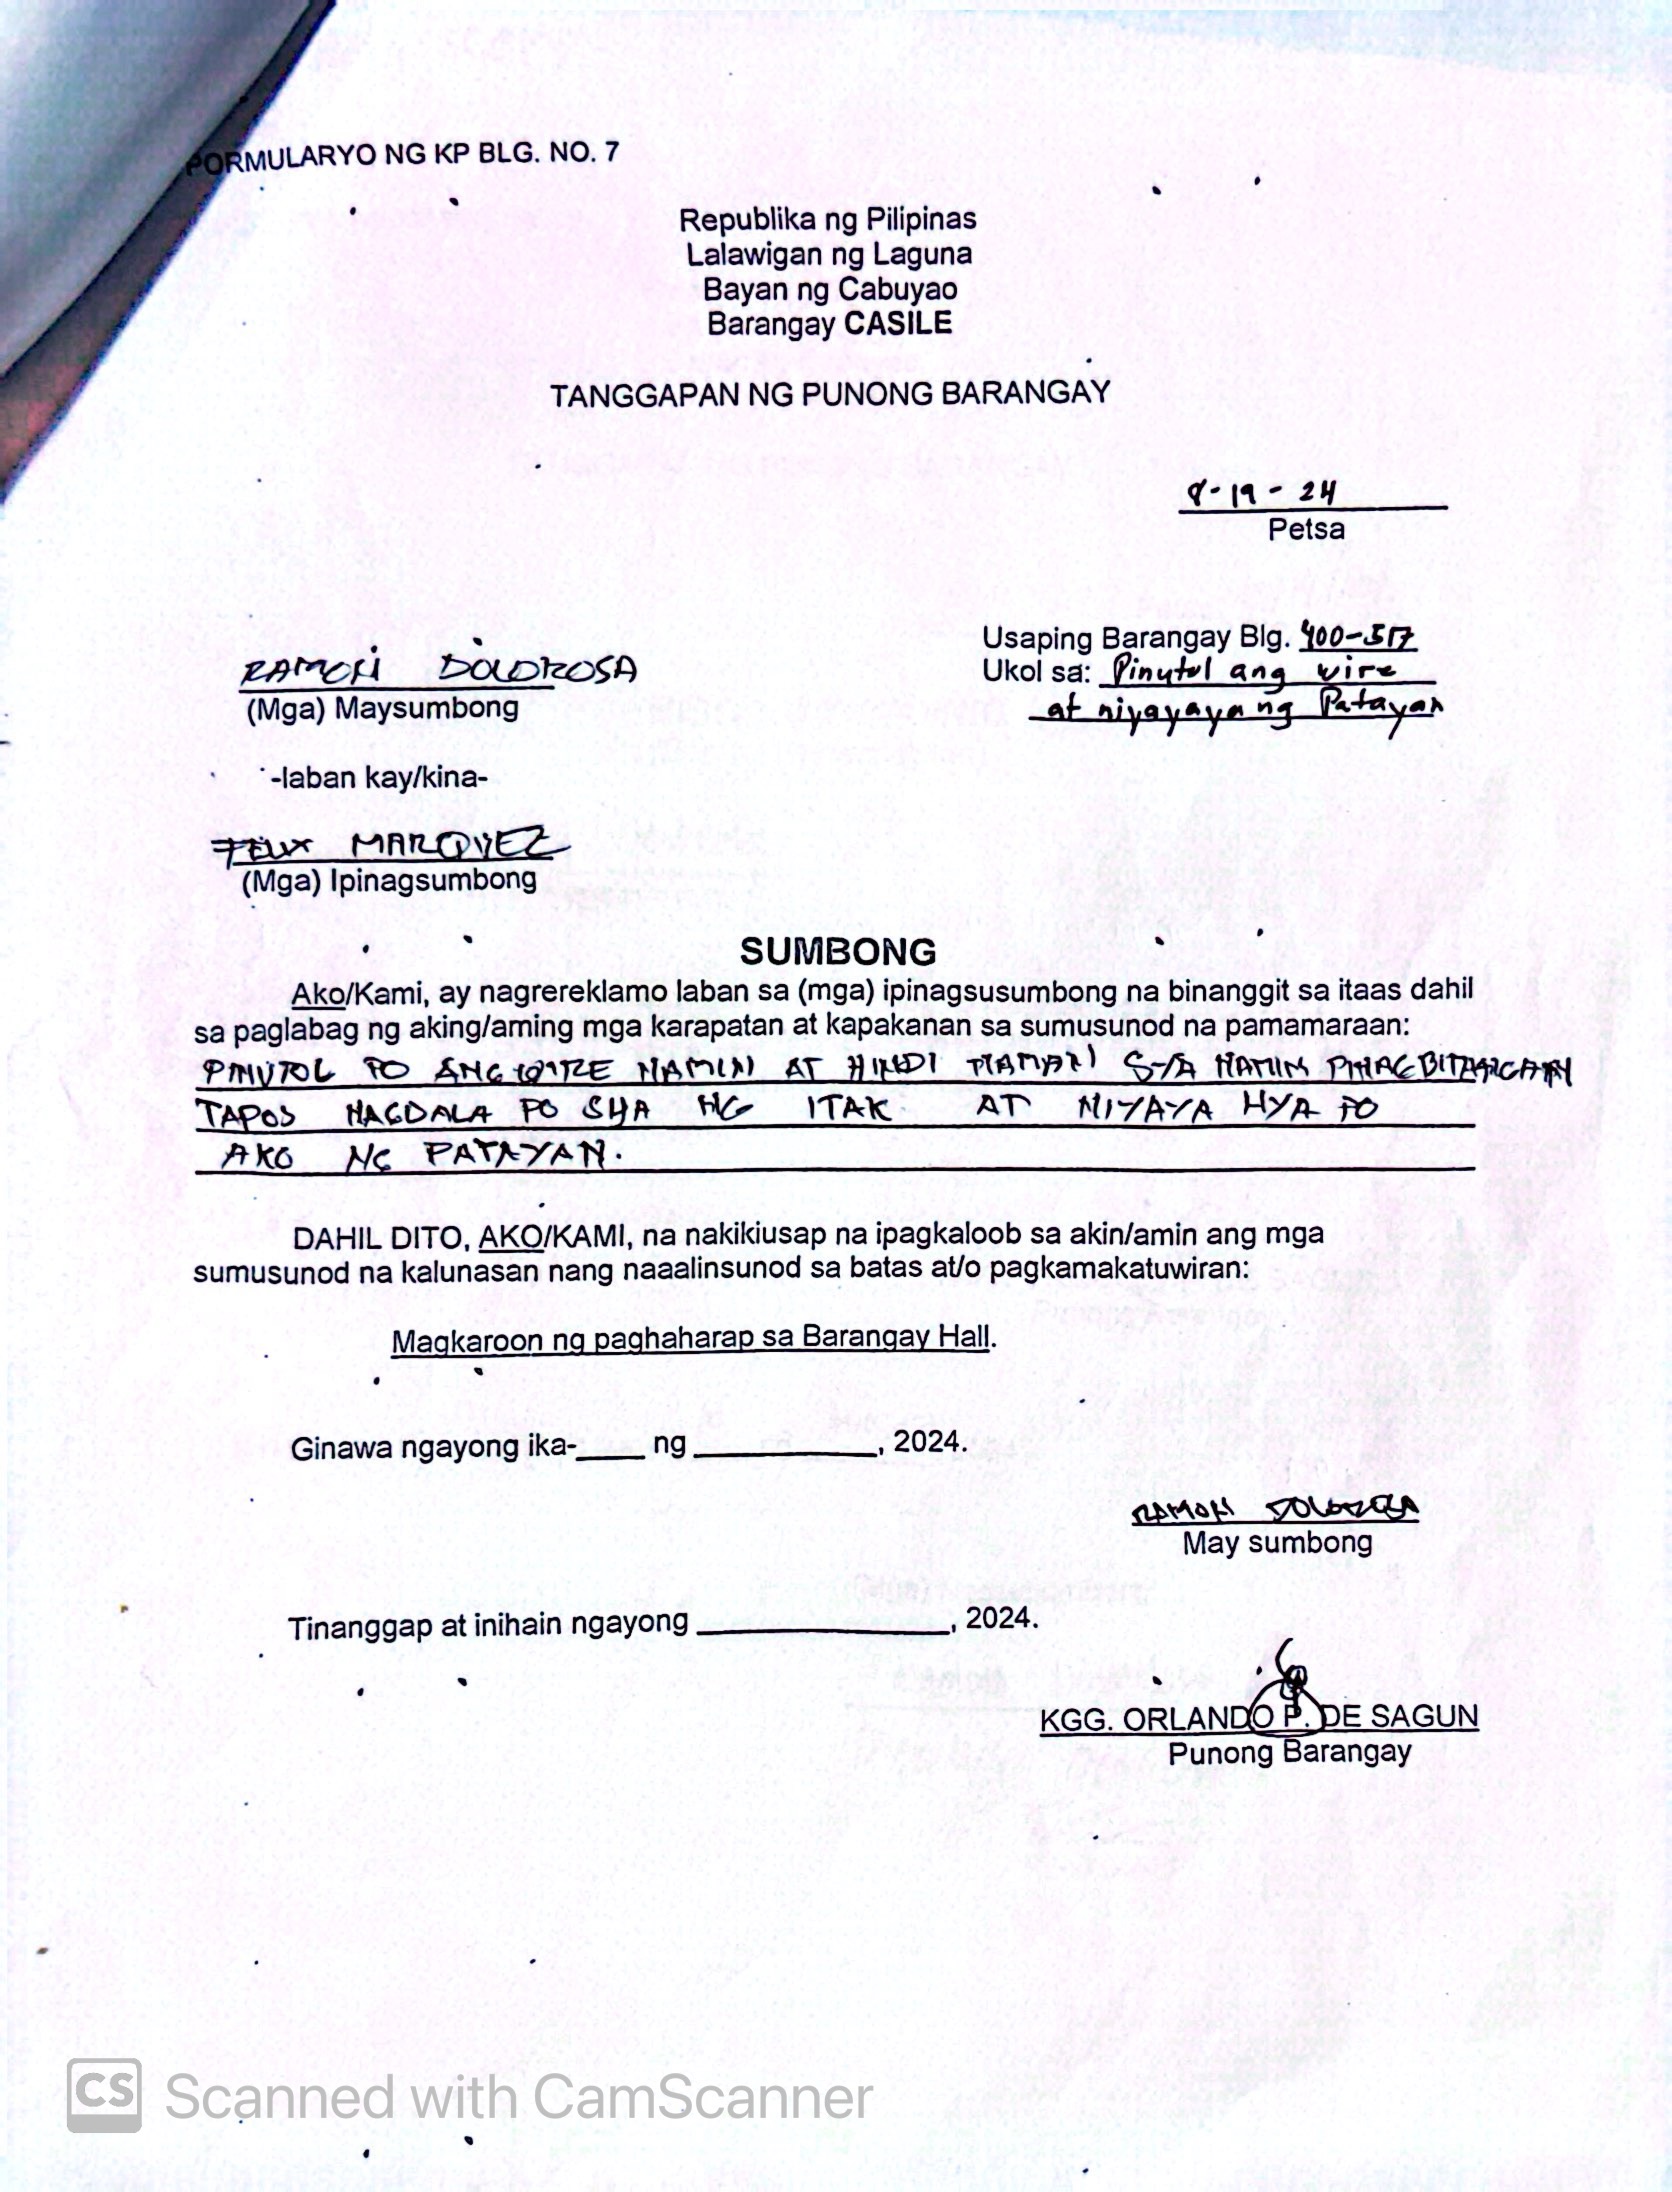 PORMULARYO NG KP BLG. NO. 7
Republika ng Pilipinas
Lalawigan ng Laguna
Bayan ng Cabuyao
Barangay CASILE
TANGGAPAN NG PUNONG BARANGAY
8-19-24
Petsa
Usaping Barangay Blg. 400-517
Ukol sa: Pinutol ang wire
at niyayaya ng Patayan
RAMON DOLOROSA
(Mga) Maysumbong
-laban kay/kina-
FELIX MARQUEZ
(Mga) Ipinagsumbong
SUMBONG
Ako/Kami, ay nagrereklamo laban sa (mga) ipinagsusumbong na binanggit sa itaas dahil
sa paglabag ng aking/aming mga karapatan at kapakanan sa sumusunod na pamamaraan:
PINUTOL PO ANG WIRE NAMIN AT HINDI NAMAN SYA NAMIN
TAPOS NAGDALA PO SHA NG ITAK AT NIYAYA NYA PO
AKO NG PATAYAN.
DAHIL DITO, AKO/KAMI, na nakikiusap na ipagkaloob sa akin/amin ang mga
sumusunod na kalunasan nang naaalinsunod sa batas at/o pagkamakatuwiran:
Magkaroon ng paghaharap sa Barangay Hall.
Ginawa ngayong ika-____ ng __________, 2024.
RAMON DOLOROSA
May sumbong
Tinanggap at inihain ngayong ______________, 2024.
KGG. ORLANDO P. DE SAGUN
Punong Barangay
CS Scanned with CamScanner